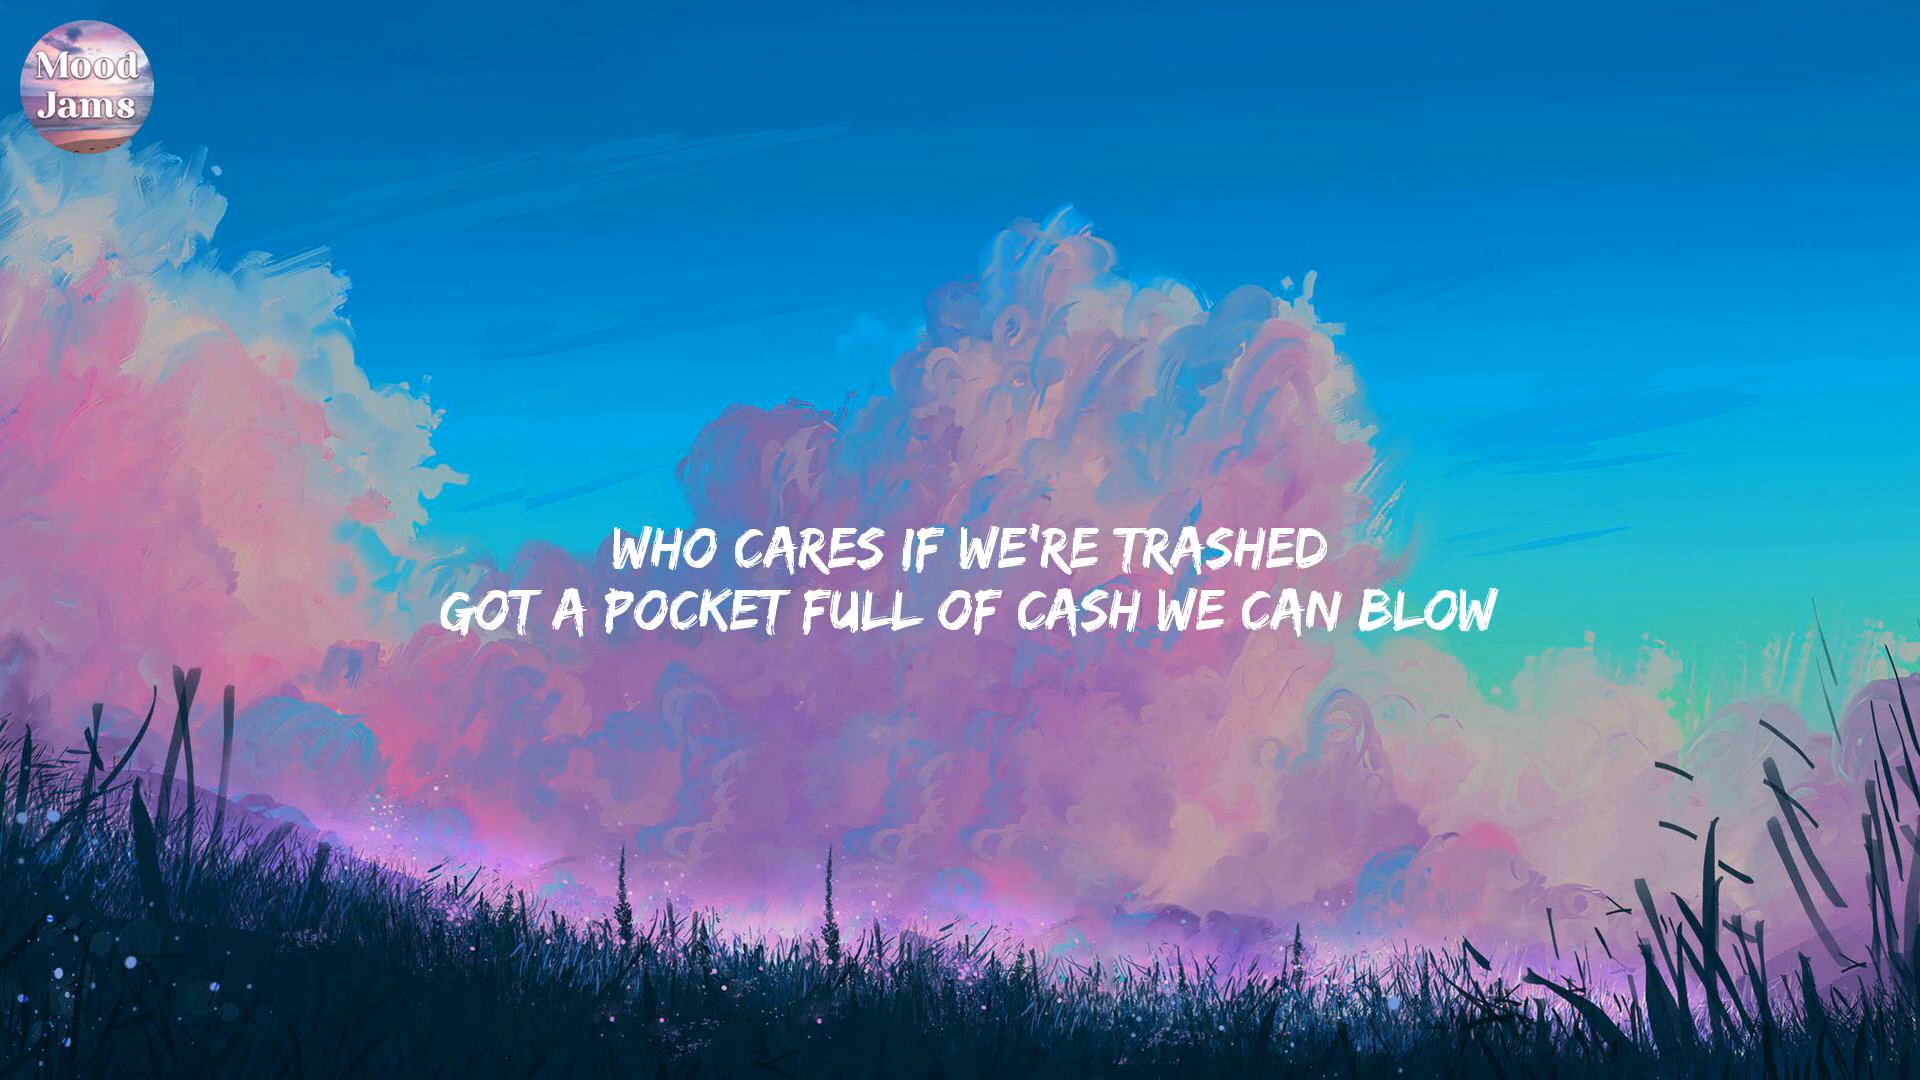 Mood
Jams
WHO CARES IF WE'RE TRASHED
GOT A POCKET FULL OF CASH WE CAN BLOW